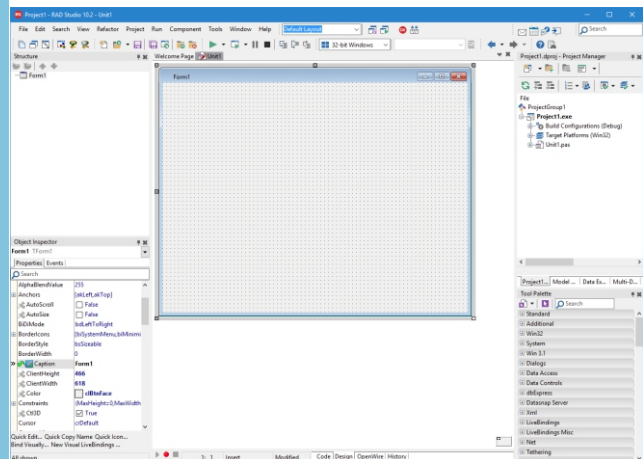 Project1 - RAD Studio 10.2 - Unit1
File Edit Search View Refactor Project Run Component Tools Window Help Default Layout Search
32-bit Windows
Structure
Form1
Welcome Page Unit1
Form1
Project1.dproj - Project Manager
File
ProjectGroup1
Project1.exe
Build Configurations (Debug)
Target Platforms (Win32)
Unit1.pas
Object Inspector
Form1 TForm1
Properties Events
Search
AlphaBlendValue 255
Anchors [akLeft,akTop]
AutoScroll False
AutoSize False
BiDiMode bdLeftToRight
BorderIcons [biSystemMenu,biMinimi
BorderStyle bsSizeable
BorderWidth 0
Caption Form1
ClientHeight 466
ClientWidth 618
Color clBtnFace
Constraints (MaxHeight=0,MaxWidth
Ctl3D True
Cursor crDefault
Quick Edit... Quick Copy Name Quick Icon...
Bind Visually... New Visual LiveBindings ...
All shown
1: 1 Insert Modified Code Design OpenWire History
Project1... Model ... Data Ex... Multi-D...
Tool Palette
Search
Standard
Additional
Win32
System
Win 3.1
Dialogs
Data Access
Data Controls
dbExpress
Datasnap Server
Xml
LiveBindings
LiveBindings Misc
Net
Tethering